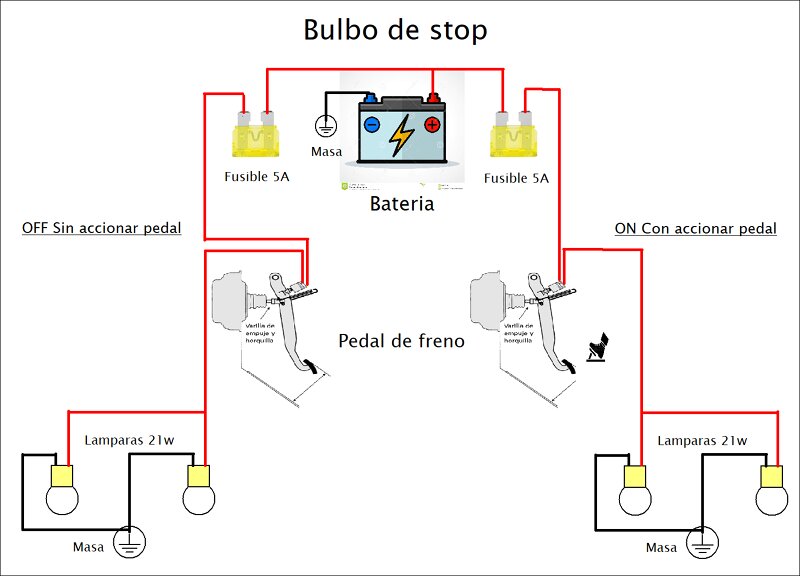 Bulbo de stop
Masa
Fusible 5A
Fusible 5A
Bateria
OFF Sin accionar pedal
ON Con accionar pedal
Varilla de
empuje y
horquilla
Varilla de
empuje y
horquilla
Pedal de freno
Lamparas 21w
Lamparas 21w
Masa
Masa